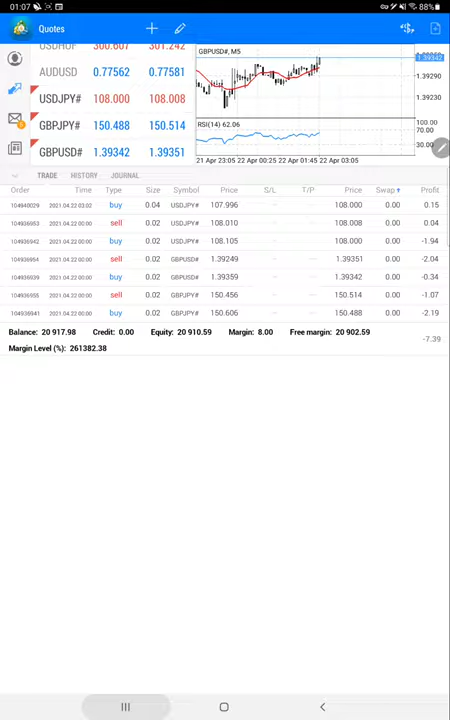 01:07 88%
Quotes
USDHUF 300.607 301.242
AUDUSD 0.77562 0.77581
USDJPY# 108.000 108.008
GBPJPY# 150.488 150.514
GBPUSD# 1.39342 1.39351
GBPUSD#, M5
1.39342
1.39290
1.39230
RSI(14) 62.06
100.00
70.00
30.00
21 Apr 23:05 22 Apr 00:25 22 Apr 01:45 22 Apr 03:05
TRADE HISTORY JOURNAL
Order Time Type Size Symbol Price S/L T/P Price Swap Profit
104940029 2021.04.22 03:02 buy 0.04 USDJPY# 107.996 108.000 0.00 0.15
104936953 2021.04.22 00:00 sell 0.02 USDJPY# 108.010 108.008 0.00 0.04
104936942 2021.04.22 00:00 buy 0.02 USDJPY# 108.105 108.000 0.00 -1.94
104936954 2021.04.22 00:00 sell 0.02 GBPUSD# 1.39249 1.39351 0.00 -2.04
104936939 2021.04.22 00:00 buy 0.02 GBPUSD# 1.39359 1.39342 0.00 -0.34
104936955 2021.04.22 00:00 sell 0.02 GBPJPY# 150.456 150.514 0.00 -1.07
104936941 2021.04.22 00:00 buy 0.02 GBPJPY# 150.606 150.488 0.00 -2.19
Balance: 20 917.98 Credit: 0.00 Equity: 20 910.59 Margin: 8.00 Free margin: 20 902.59 -7.39
Margin Level (%): 261382.38